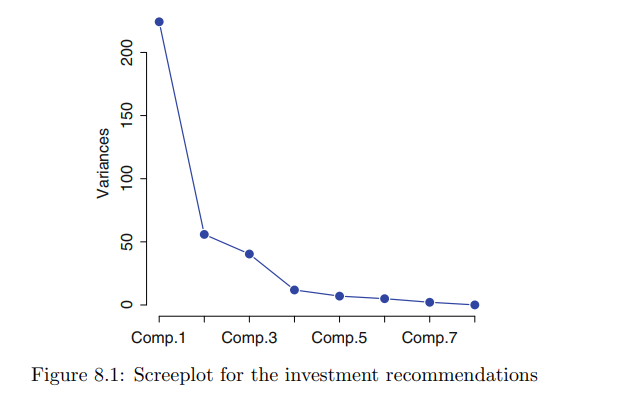 200
150
100
50
0
Variances
Comp.1 Comp.3 Comp.5 Comp.7
Figure 8.1: Screeplot for the investment recommendations